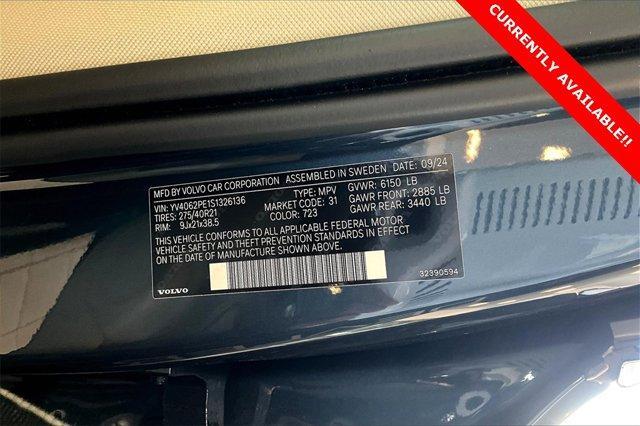 CURRENTLY AVAILABLE!!
MFD BY VOLVO CAR CORPORATION ASSEMBLED IN SWEDEN DATE: 09/24
VIN: YV4062PE1S1326136 TYPE: MPV GVWR: 6150 LB
TIRES: 275/40R21 MARKET CODE: 31 GAWR FRONT: 2885 LB
RIM: 9Jx21x38.5 COLOR: 723 GAWR REAR: 3440 LB
THIS VEHICLE CONFORMS TO ALL APPLICABLE FEDERAL MOTOR
VEHICLE SAFETY AND THEFT PREVENTION STANDARDS IN EFFECT
ON THE DATE OF MANUFACTURE SHOWN ABOVE.
32390594
VOLVO